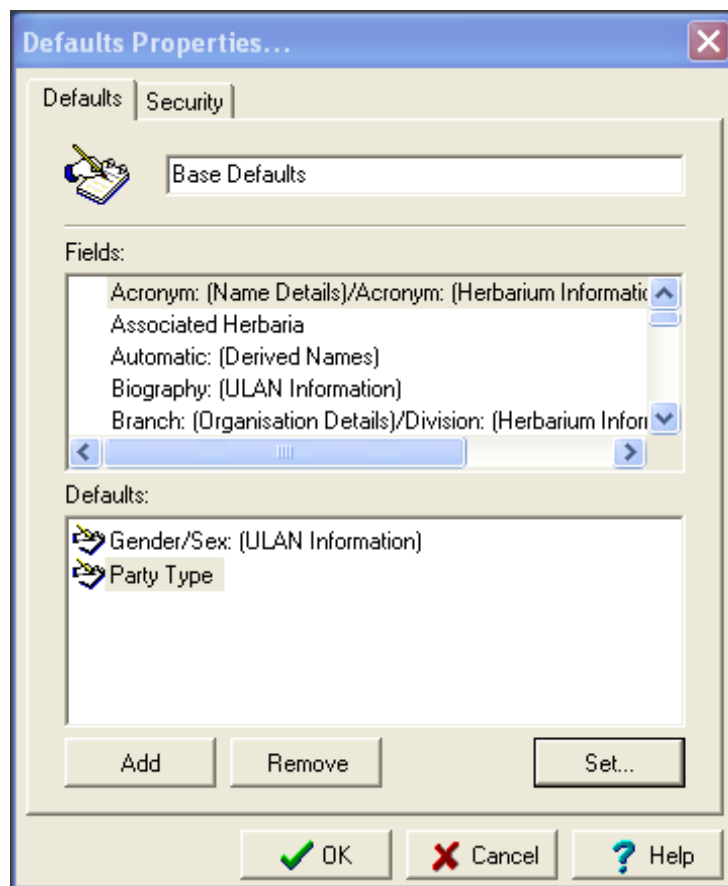 Defaults Properties...
Defaults Security
Base Defaults
Fields:
Acronym: (Name Details)/Acronym: (Herbarium Informatic
Associated Herbaria
Automatic: (Derived Names)
Biography: (ULAN Information)
Branch: (Organisation Details)/Division: (Herbarium Infor
Defaults:
Gender/Sex: (ULAN Information)
Party Type
Add Remove Set...
OK Cancel Help